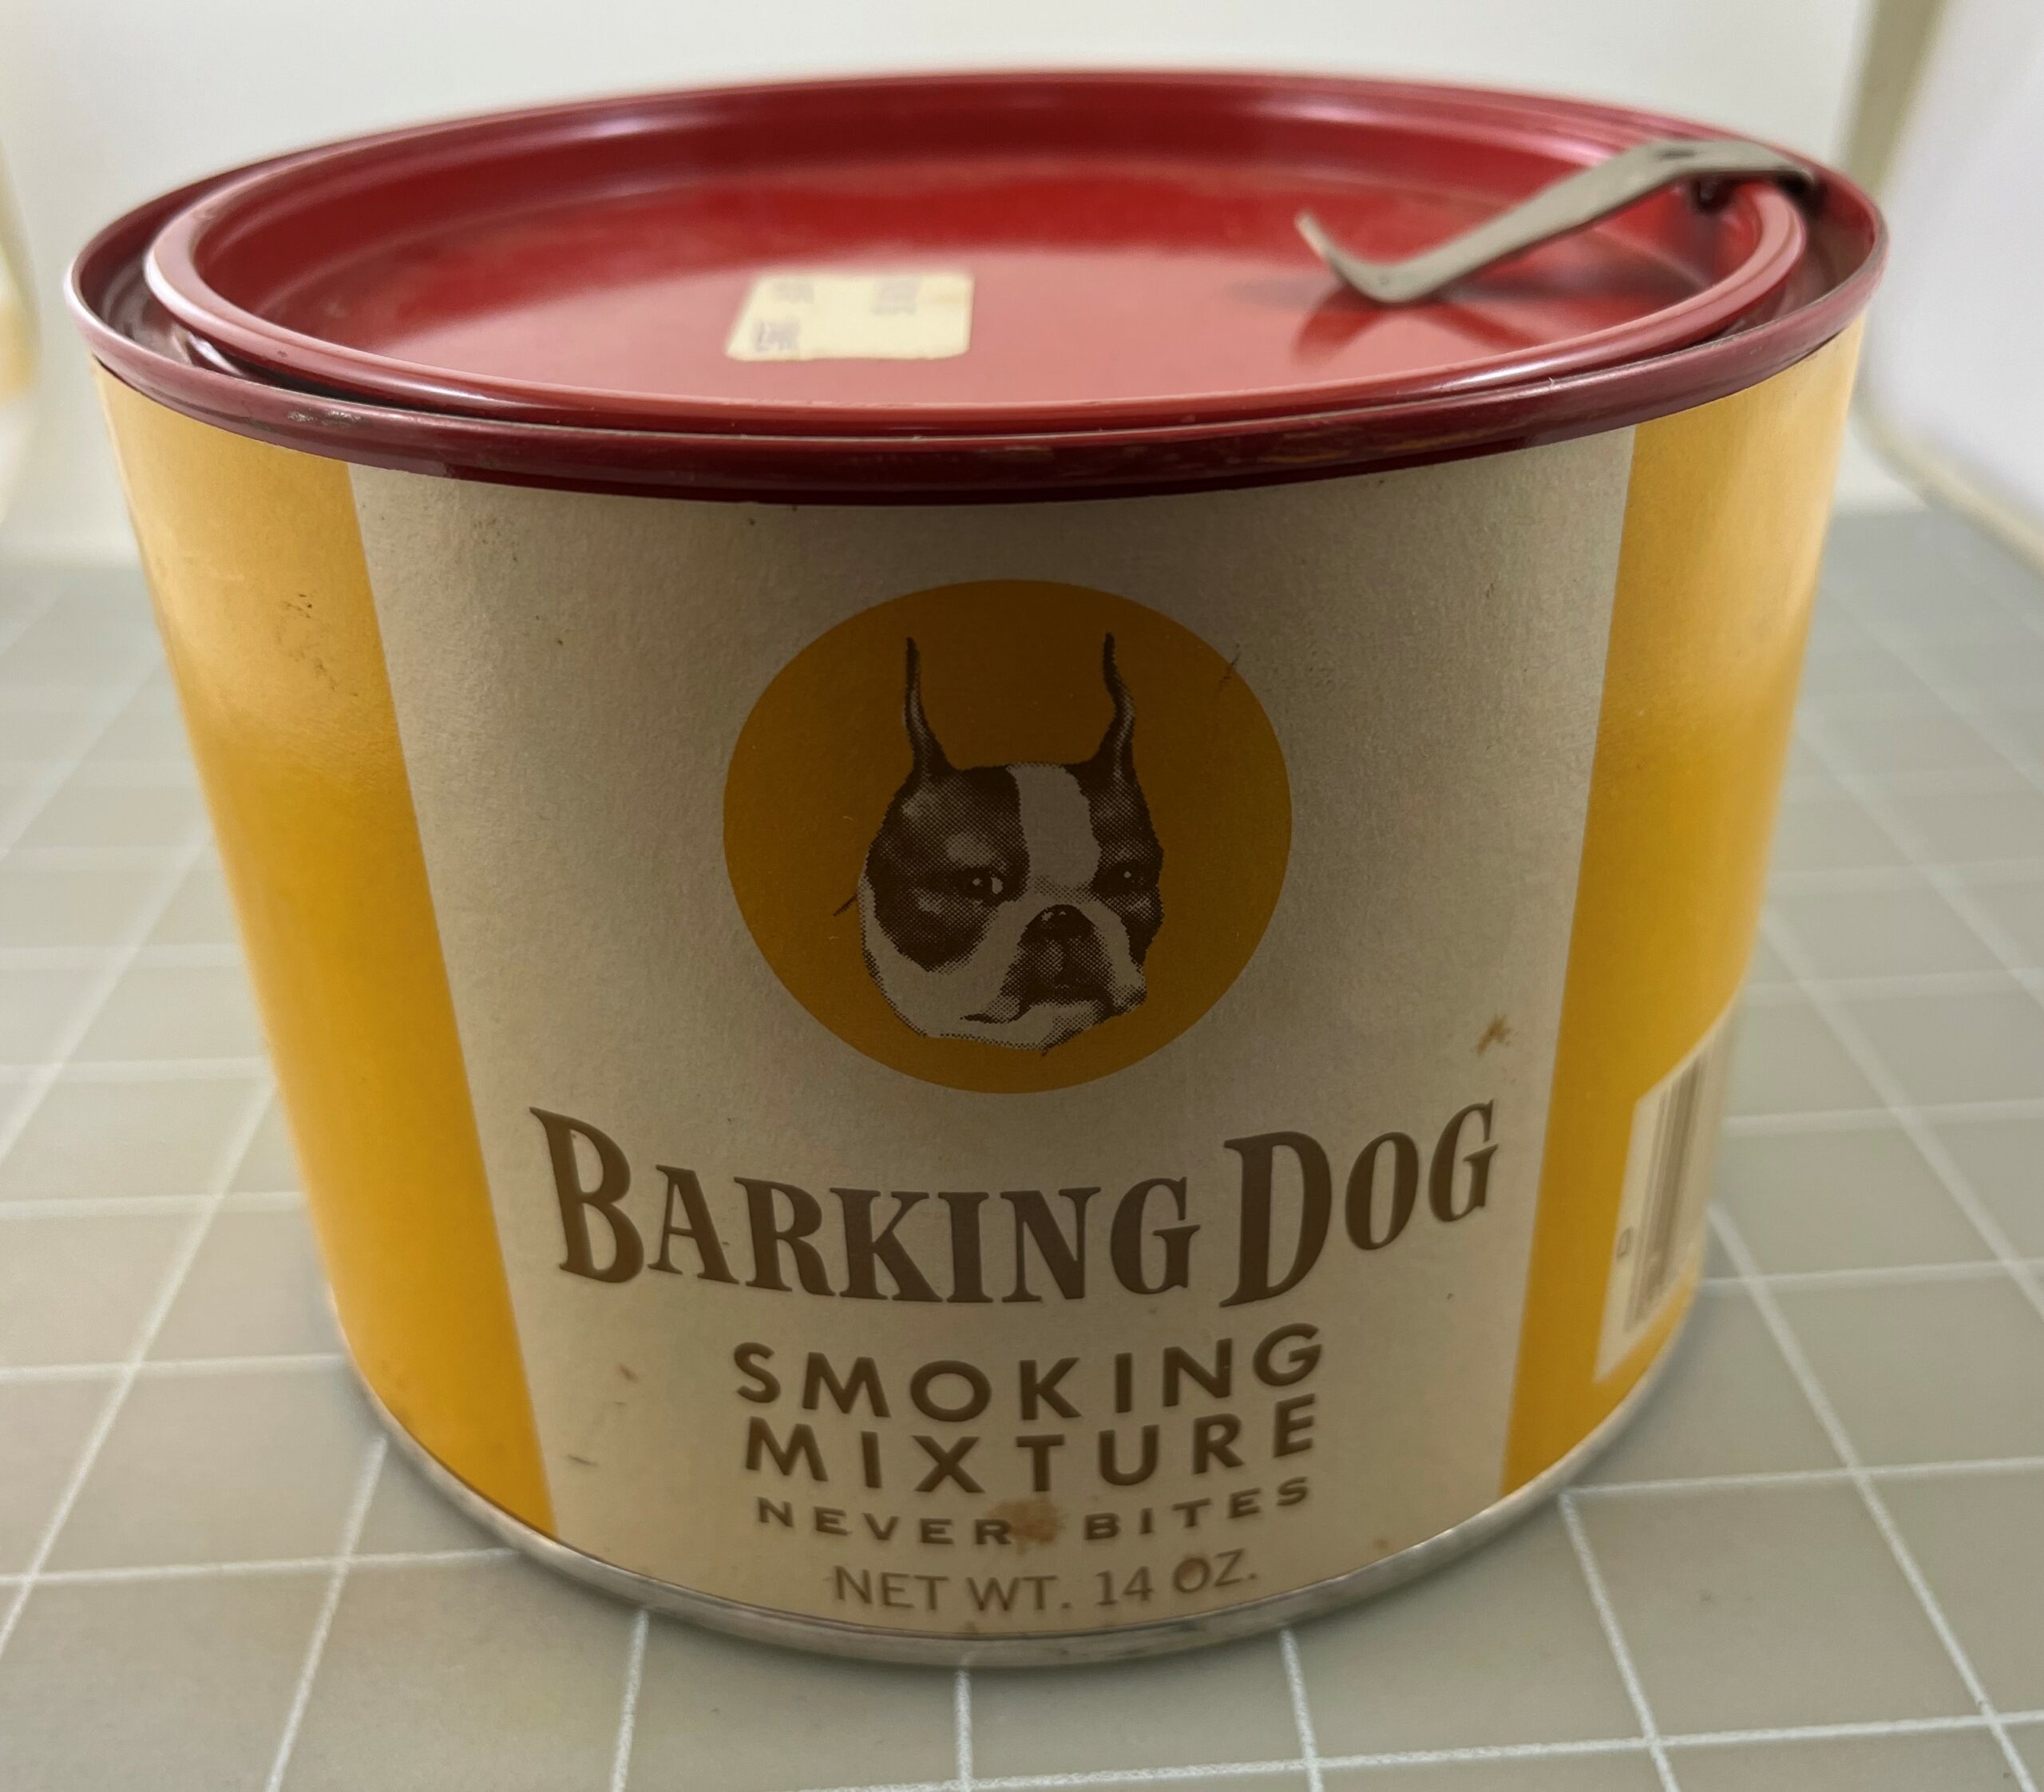 BARKING DOG
SMOKING
MIXTURE
NEVER BITES
NET WT. 14 OZ.